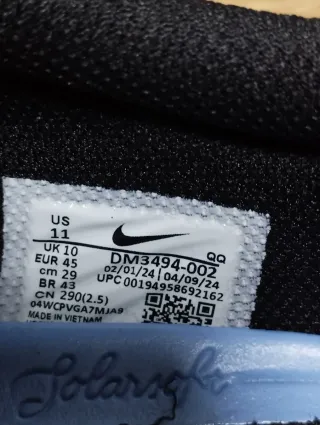 US
11
UK 10
EUR 45
cm 29
BR 43
CN 290(2.5)
04WCPVGA7MJA9
MADE IN VIETNAM
QQ
DM3494-002
02/01/24 | 04/09/24
UPC 00194958692162
Solarsoft